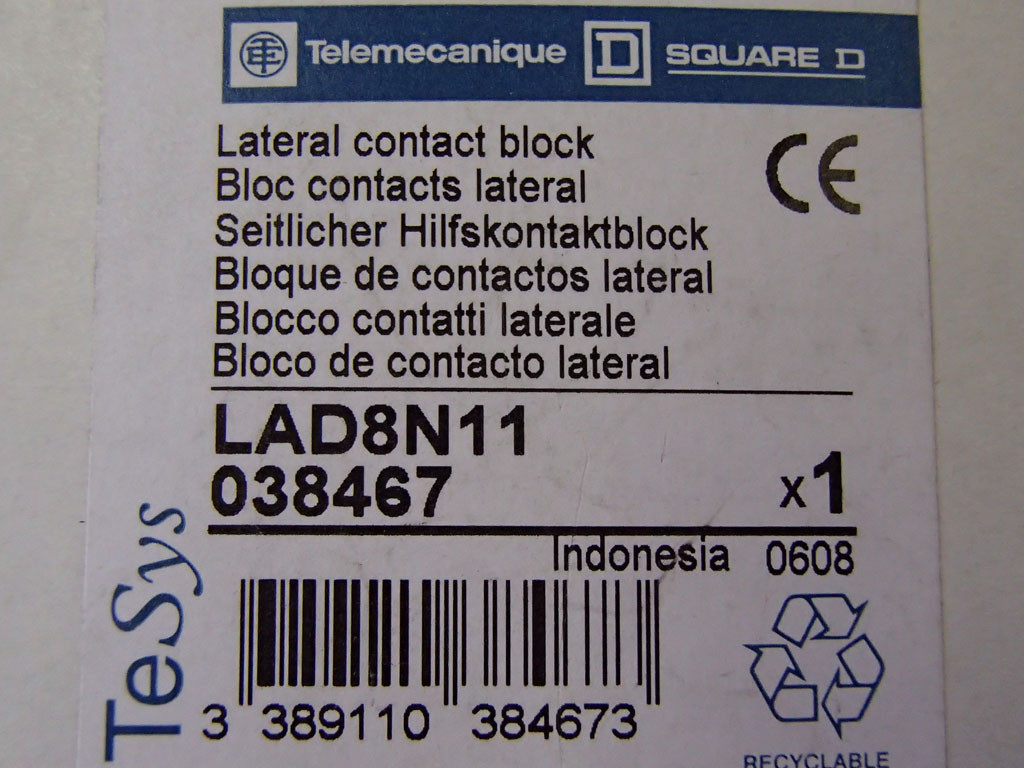 Telemecanique D SQUARE D
Lateral contact block
Bloc contacts lateral
Seitlicher Hilfskontaktblock
Bloque de contactos lateral
Blocco contatti laterale
Bloco de contacto lateral
CE
LAD8N11
038467 x1
Indonesia 0608
TeSys
3 389110 384673
RECYCLABLE